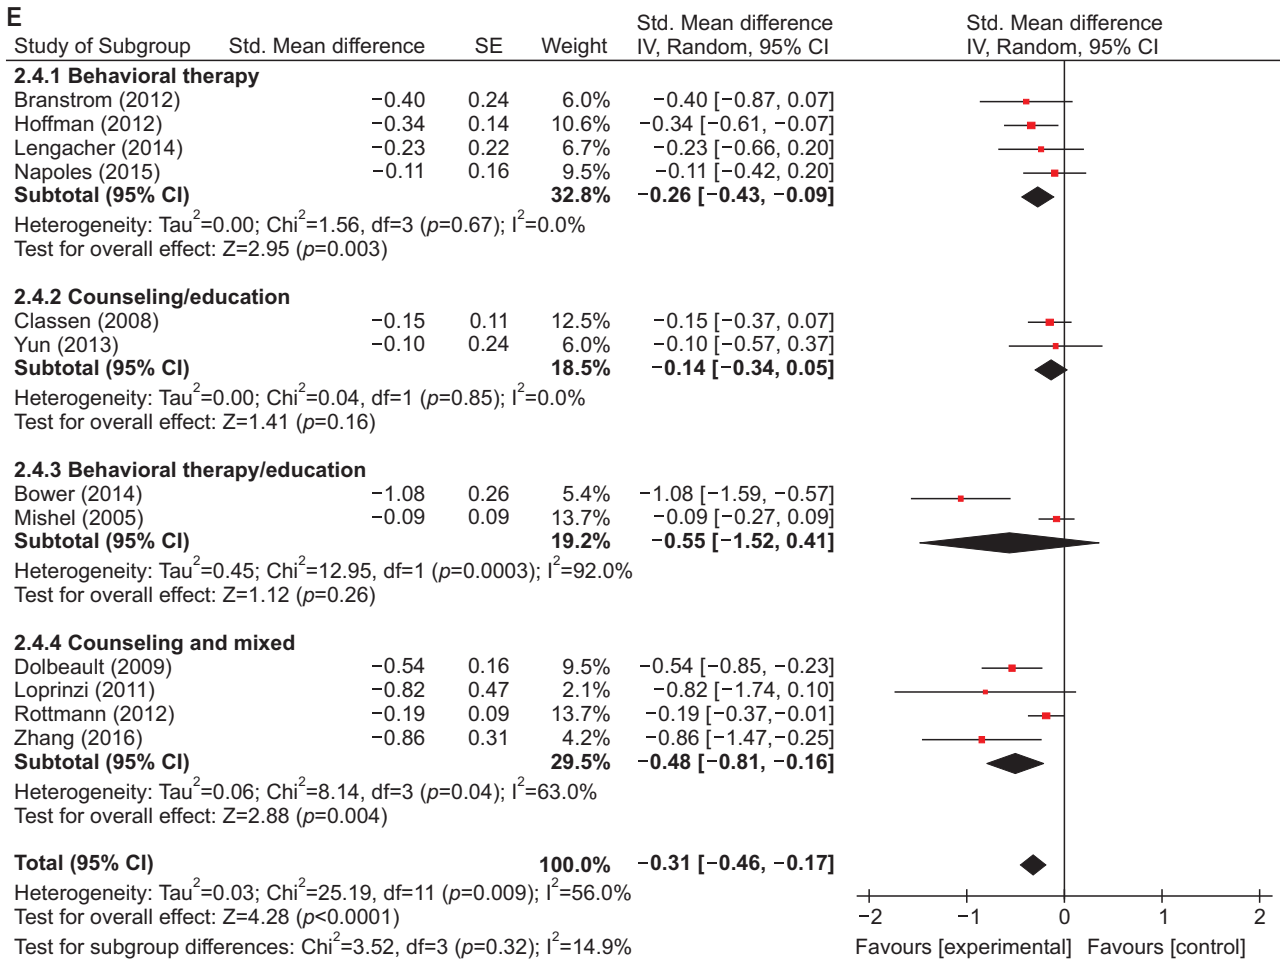 E
Std. Mean difference Std. Mean difference
Study of Subgroup Std. Mean difference SE Weight IV, Random, 95% CI IV, Random, 95% CI
2.4.1 Behavioral therapy
Branstrom (2012) −0.40 0.24 6.0% −0.40 [−0.87, 0.07]
Hoffman (2012) −0.34 0.14 10.6% −0.34 [−0.61, −0.07]
Lengacher (2014) −0.23 0.22 6.7% −0.23 [−0.66, 0.20]
Napoles (2015) −0.11 0.16 9.5% −0.11 [−0.42, 0.20]
Subtotal (95% CI) 32.8% −0.26 [−0.43, −0.09]
Heterogeneity: Tau²=0.00; Chi²=1.56, df=3 (p=0.67); I²=0.0%
Test for overall effect: Z=2.95 (p=0.003)
2.4.2 Counseling/education
Classen (2008) −0.15 0.11 12.5% −0.15 [−0.37, 0.07]
Yun (2013) −0.10 0.24 6.0% −0.10 [−0.57, 0.37]
Subtotal (95% CI) 18.5% −0.14 [−0.34, 0.05]
Heterogeneity: Tau²=0.00; Chi²=0.04, df=1 (p=0.85); I²=0.0%
Test for overall effect: Z=1.41 (p=0.16)
2.4.3 Behavioral therapy/education
Bower (2014) −1.08 0.26 5.4% −1.08 [−1.59, −0.57]
Mishel (2005) −0.09 0.09 13.7% −0.09 [−0.27, 0.09]
Subtotal (95% CI) 19.2% −0.55 [−1.52, 0.41]
Heterogeneity: Tau²=0.45; Chi²=12.95, df=1 (p=0.0003); I²=92.0%
Test for overall effect: Z=1.12 (p=0.26)
2.4.4 Counseling and mixed
Dolbeault (2009) −0.54 0.16 9.5% −0.54 [−0.85, −0.23]
Loprinzi (2011) −0.82 0.47 2.1% −0.82 [−1.74, 0.10]
Rottmann (2012) −0.19 0.09 13.7% −0.19 [−0.37,−0.01]
Zhang (2016) −0.86 0.31 4.2% −0.86 [−1.47,−0.25]
Subtotal (95% CI) 29.5% −0.48 [−0.81, −0.16]
Heterogeneity: Tau²=0.06; Chi²=8.14, df=3 (p=0.04); I²=63.0%
Test for overall effect: Z=2.88 (p=0.004)
Total (95% CI) 100.0% −0.31 [−0.46, −0.17]
Heterogeneity: Tau²=0.03; Chi²=25.19, df=11 (p=0.009); I²=56.0%
Test for overall effect: Z=4.28 (p<0.0001)
Test for subgroup differences: Chi²=3.52, df=3 (p=0.32); I²=14.9%
−2 −1 0 1 2
Favours [experimental] Favours [control]